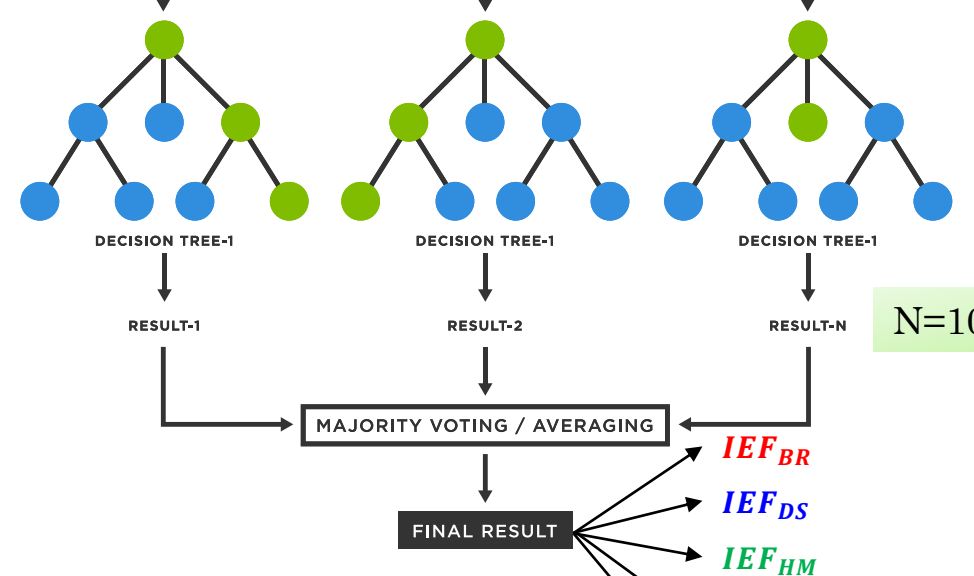 DECISION TREE-1 DECISION TREE-1 DECISION TREE-1
RESULT-1 RESULT-2 RESULT-N N=10
MAJORITY VOTING / AVERAGING
IEF_BR
IEF_DS
FINAL RESULT
IEF_HM